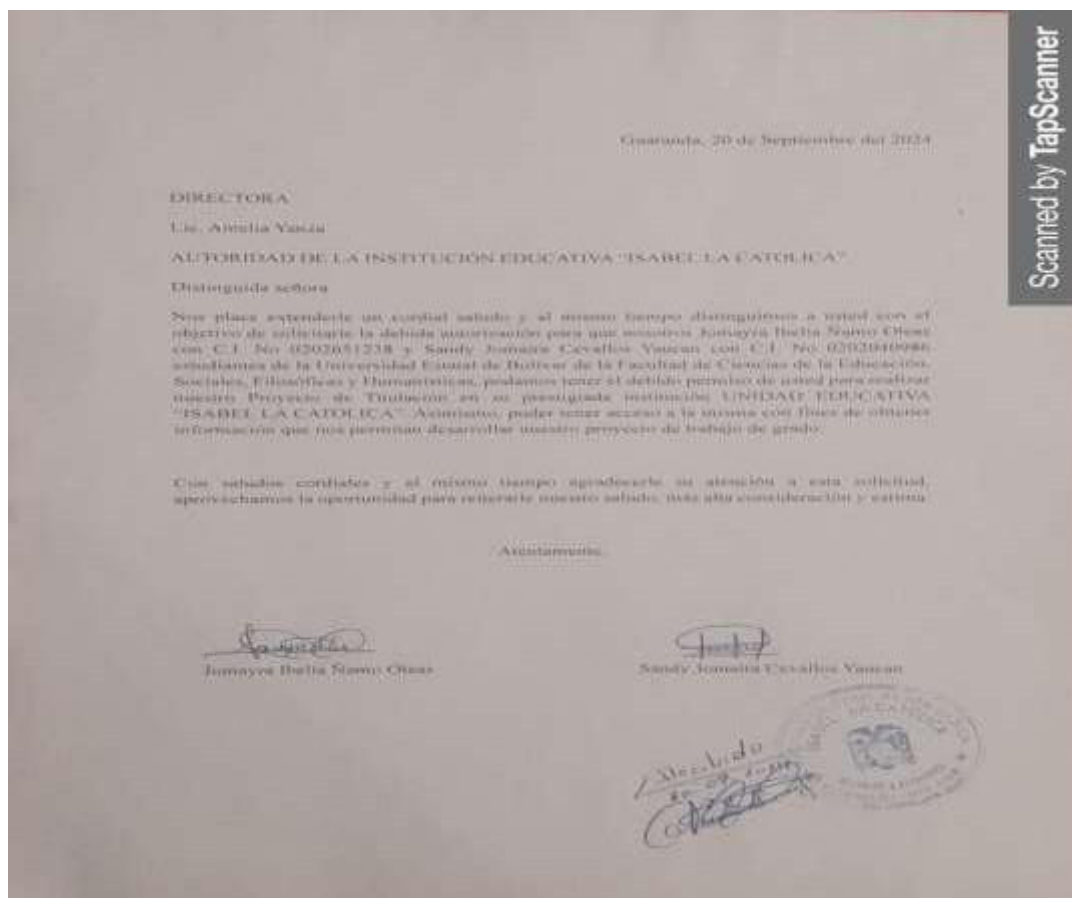 Guaranda, 20 de Septiembre del 2024
DIRECTORA
Lic. Amelia Yanza
AUTORIDAD DE LA INSTITUCIÓN EDUCATIVA "ISABEL LA CATOLICA"
Distinguida señora
Nos place extenderle un cordial saludo y al mismo tiempo distinguimos a usted con el
objetivo de solicitarle la debida autorización para que nosotros Jomayra Ibelia Ñamo
con C.I. No 0202651238 y Sandy Jomaira Cevallos Yaucan con C.I. No 0202040986
estudiantes de la Universidad Estatal de Bolívar de la Facultad de Ciencias de la Educación,
Sociales, Filosóficas y Humanísticas, podamos tener el debido permiso de usted para realizar
nuestro Proyecto de Titulación en su prestigiada institución UNIDAD EDUCATIVA
"ISABEL LA CATOLICA". Asimismo, poder tener acceso a la misma con fines de obtener
información que nos permitan desarrollar nuestro proyecto de trabajo de grado.
Con saludos cordiales y al mismo tiempo agradecerle su atención a esta solicitud,
aprovechamos la oportunidad para reiterarle nuestro saludo, más alta consideración y estima.
Atentamente.
Jomayra Ibelia Ñamo
Sandy Jomaira Cevallos Yaucan
Recibido
Scanned by TapScanner